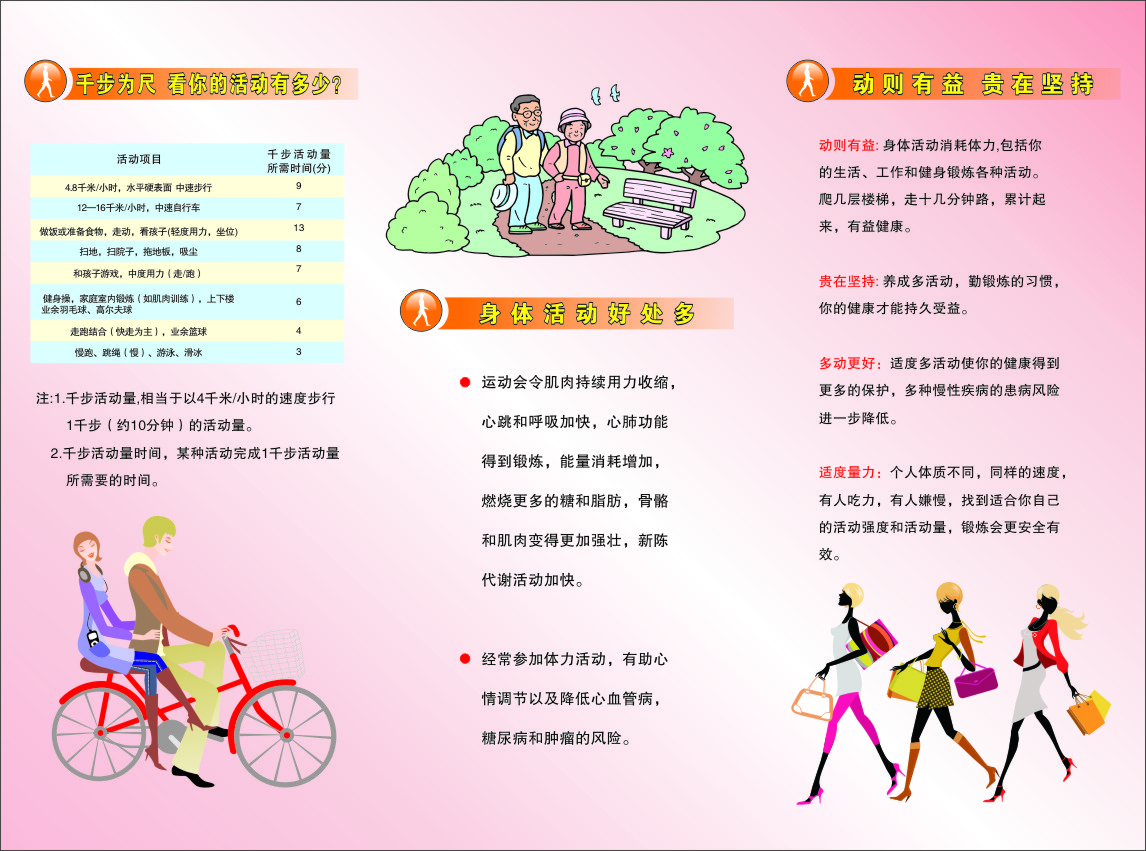 千步为尺 看你的活动有多少?
活动项目
千步活动量
所需时间(分)
4.8千米/小时，水平硬表面 中速步行 9
12—16千米/小时，中速自行车 7
做饭或准备食物，走动，看孩子(轻度用力，坐位) 13
扫地，扫院子，拖地板，吸尘 8
和孩子游戏，中度用力（走/跑） 7
健身操，家庭室内锻炼（如肌肉训练），上下楼
业余羽毛球、高尔夫球 6
走跑结合（快走为主），业余篮球 4
慢跑、跳绳（慢）、游泳、滑冰 3
注:1.千步活动量,相当于以4千米/小时的速度步行
1千步（约10分钟）的活动量。
2.千步活动量时间，某种活动完成1千步活动量
所需要的时间。
身体活动好处多
● 运动会令肌肉持续用力收缩，
心跳和呼吸加快，心肺功能
得到锻炼，能量消耗增加，
燃烧更多的糖和脂肪，骨骼
和肌肉变得更加强壮，新陈
代谢活动加快。
● 经常参加体力活动，有助心
情调节以及降低心血管病，
糖尿病和肿瘤的风险。
动则有益 贵在坚持
动则有益: 身体活动消耗体力,包括你
的生活、工作和健身锻炼各种活动。
爬几层楼梯，走十几分钟路，累计起
来，有益健康。
贵在坚持: 养成多活动，勤锻炼的习惯，
你的健康才能持久受益。
多动更好：适度多活动使你的健康得到
更多的保护，多种慢性疾病的患病风险
进一步降低。
适度量力：个人体质不同，同样的速度，
有人吃力，有人嫌慢，找到适合你自己
的活动强度和活动量，锻炼会更安全有
效。